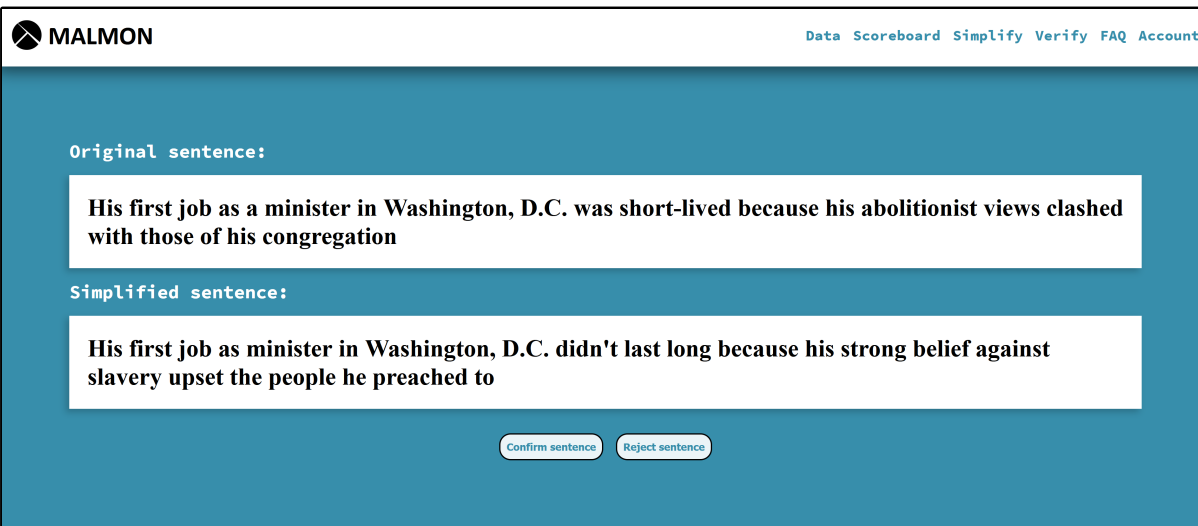 MALMON
Data Scoreboard Simplify Verify FAQ Account
Original sentence:
His first job as a minister in Washington, D.C. was short-lived because his abolitionist views clashed
with those of his congregation
Simplified sentence:
His first job as minister in Washington, D.C. didn't last long because his strong belief against
slavery upset the people he preached to
Confirm sentence Reject sentence